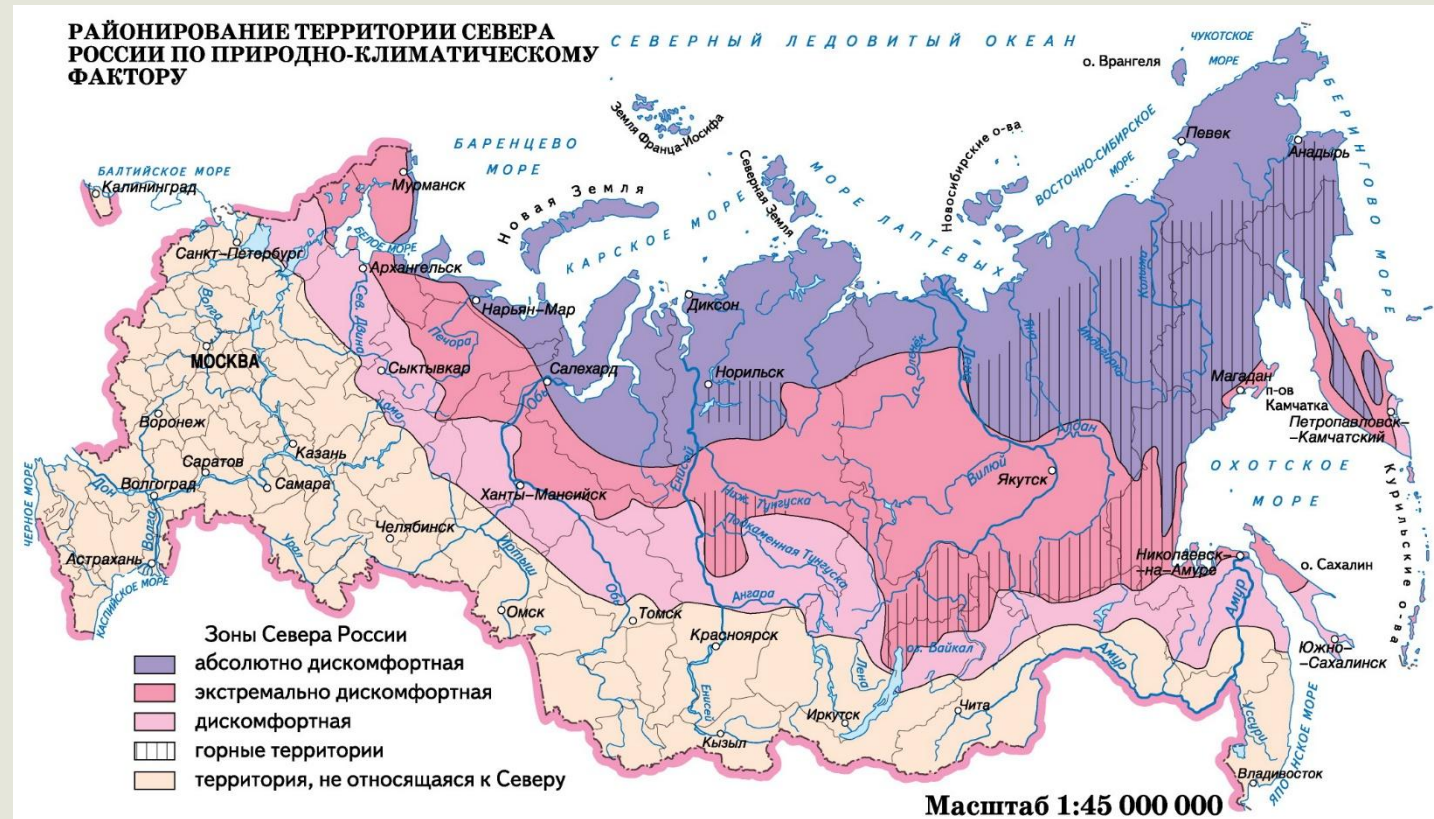 РАЙОНИРОВАНИЕ ТЕРРИТОРИИ СЕВЕРА
РОССИИ ПО ПРИРОДНО-КЛИМАТИЧЕСКОМУ
ФАКТОРУ
СЕВЕРНЫЙ ЛЕДОВИТЫЙ ОКЕАН
ЧУКОТСКОЕ
МОРЕ
о. Врангеля
БЕРИНГОВО МОРЕ
Земля Франца-Иосифа
БАРЕНЦЕВО
МОРЕ
Новосибирские о-ва
Певек
Анадырь
ВОСТОЧНО-СИБИРСКОЕ
МОРЕ
Северная Земля
МОРЕ ЛАПТЕВЫХ
БАЛТИЙСКОЕ МОРЕ
Калининград
Мурманск
Новая Земля
КАРСКОЕ МОРЕ
Санкт-Петербург
БЕЛОЕ МОРЕ
Архангельск
Сев. Двина
Нарьян-Мар
Диксон
Колыма
Волга
Печора
Оленёк
Лена
Яна
Индигирка
МОСКВА
Сыктывкар
Салехард
Обь
Норильск
Магадан
п-ов
Камчатка
Кама
Воронеж
Петропавловск-
-Камчатский
Казань
Енисей
Алдан
Саратов
Вилюй
Якутск
ОХОТСКОЕ
МОРЕ
ЧЕРНОЕ МОРЕ
Дон
Волгоград
Самара
Ханты-Мансийск
Ниж. Тунгуска
Подкаменная Тунгуска
Курильские о-ва
Челябинск
Астрахань
Волга
Урал
Иртыш
Николаевск-
-на-Амуре
о. Сахалин
КАСПИЙСКОЕ МОРЕ
Омск
Обь
Томск
Ангара
Амур
Красноярск
оз. Байкал
Южно-
-Сахалинск
Зоны Севера России
абсолютно дискомфортная
экстремально дискомфортная
дискомфортная
горные территории
территория, не относящаяся к Северу
Енисей
Лена
Амур
Иркутск
Чита
Кызыл
Уссури
ЯПОНСКОЕ МОРЕ
Владивосток
Масштаб 1:45 000 000